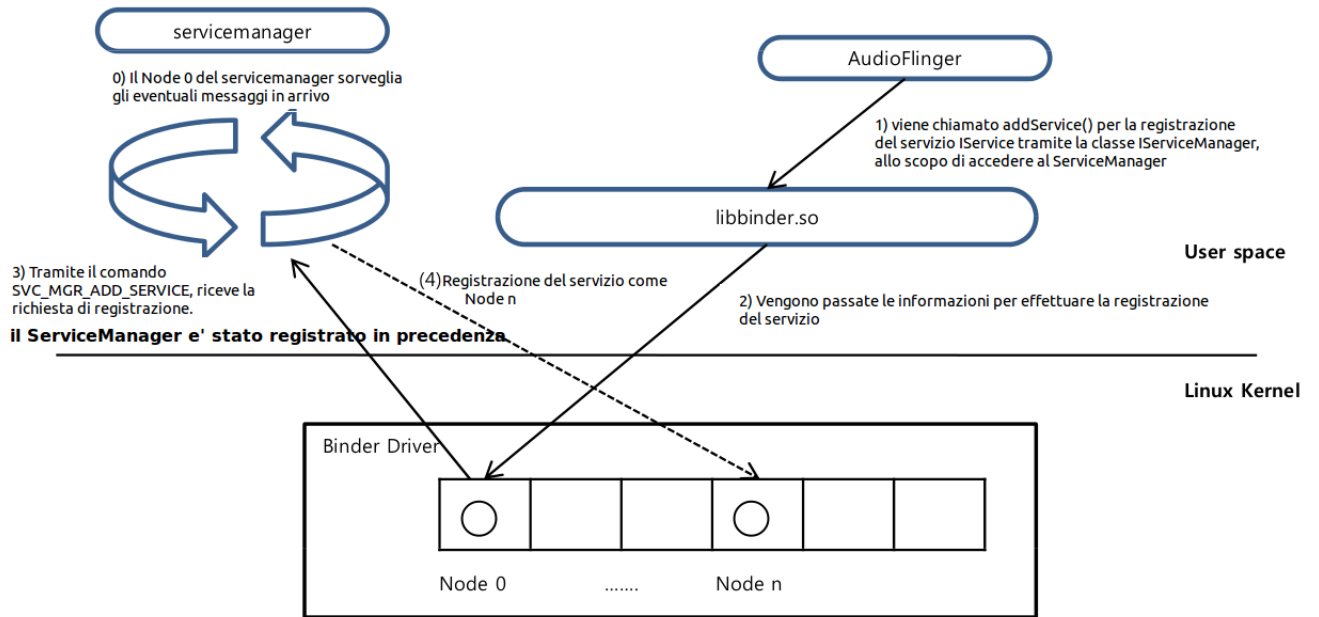 servicemanager
0) Il Node 0 del servicemanager sorveglia
gli eventuali messaggi in arrivo
AudioFlinger
1) viene chiamato addService() per la registrazione
del servizio IService tramite la classe IServiceManager,
allo scopo di accedere al ServiceManager
libbinder.so
User space
3) Tramite il comando
SVC_MGR_ADD_SERVICE, riceve la
richiesta di registrazione.
(4)Registrazione del servizio come
Node n
2) Vengono passate le informazioni per effettuare la registrazione
del servizio
il ServiceManager e' stato registrato in precedenza
Linux Kernel
Binder Driver
Node 0
.......
Node n